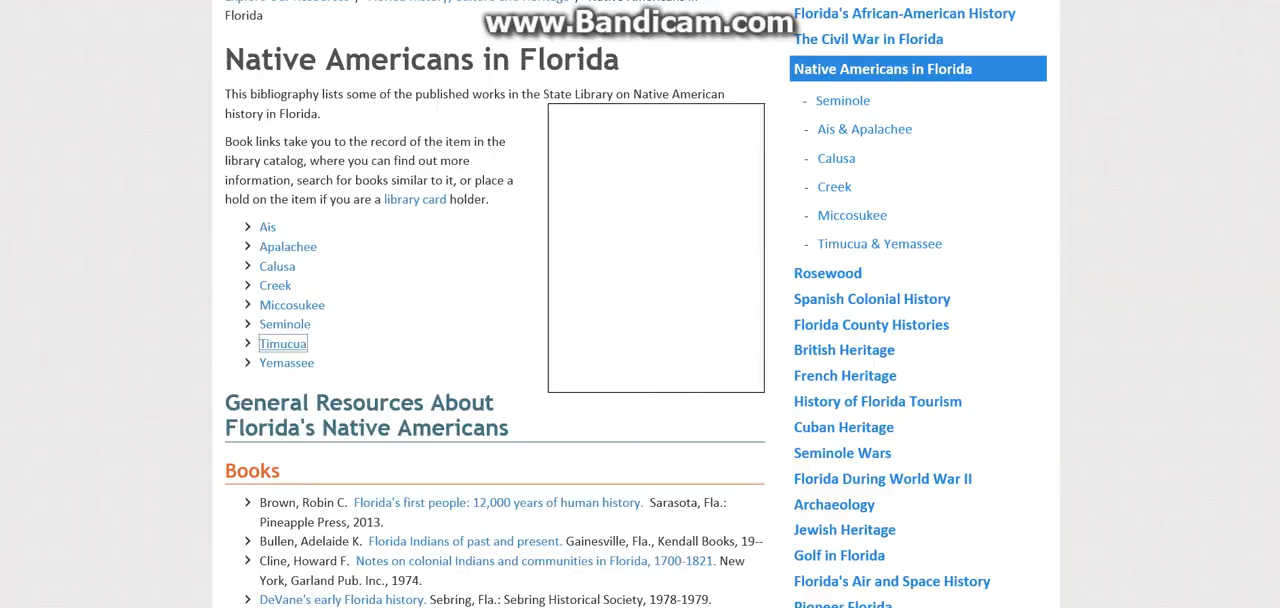 Florida
www.Bandicam.com
Native Americans in Florida
This bibliography lists some of the published works in the State Library on Native American
history in Florida.
Book links take you to the record of the item in the
library catalog, where you can find out more
information, search for books similar to it, or place a
hold on the item if you are a library card holder.
Ais
Apalachee
Calusa
Creek
Miccosukee
Seminole
Timucua
Yemassee
General Resources About
Florida's Native Americans
Books
Brown, Robin C. Florida's first people: 12,000 years of human history. Sarasota, Fla.:
Pineapple Press, 2013.
Bullen, Adelaide K. Florida Indians of past and present. Gainesville, Fla., Kendall Books, 19--
Cline, Howard F. Notes on colonial Indians and communities in Florida, 1700-1821. New
York, Garland Pub. Inc., 1974.
DeVane's early Florida history. Sebring, Fla.: Sebring Historical Society, 1978-1979.
Florida's African-American History
The Civil War in Florida
Native Americans in Florida
- Seminole
- Ais & Apalachee
- Calusa
- Creek
- Miccosukee
- Timucua & Yemassee
Rosewood
Spanish Colonial History
Florida County Histories
British Heritage
French Heritage
History of Florida Tourism
Cuban Heritage
Seminole Wars
Florida During World War II
Archaeology
Jewish Heritage
Golf in Florida
Florida's Air and Space History
Pioneer Florida